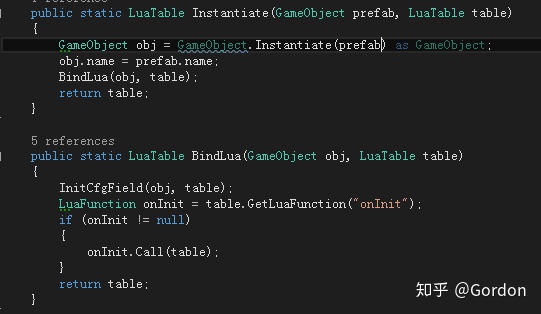 public static LuaTable Instantiate(GameObject prefab, LuaTable table)
{
GameObject obj = GameObject.Instantiate(prefab) as GameObject;
obj.name = prefab.name;
BindLua(obj, table);
return table;
}
5 references
public static LuaTable BindLua(GameObject obj, LuaTable table)
{
InitCfgField(obj, table);
LuaFunction onInit = table.GetLuaFunction("onInit");
if (onInit != null)
{
onInit.Call(table);
}
return table;
}
知乎 @Gordon